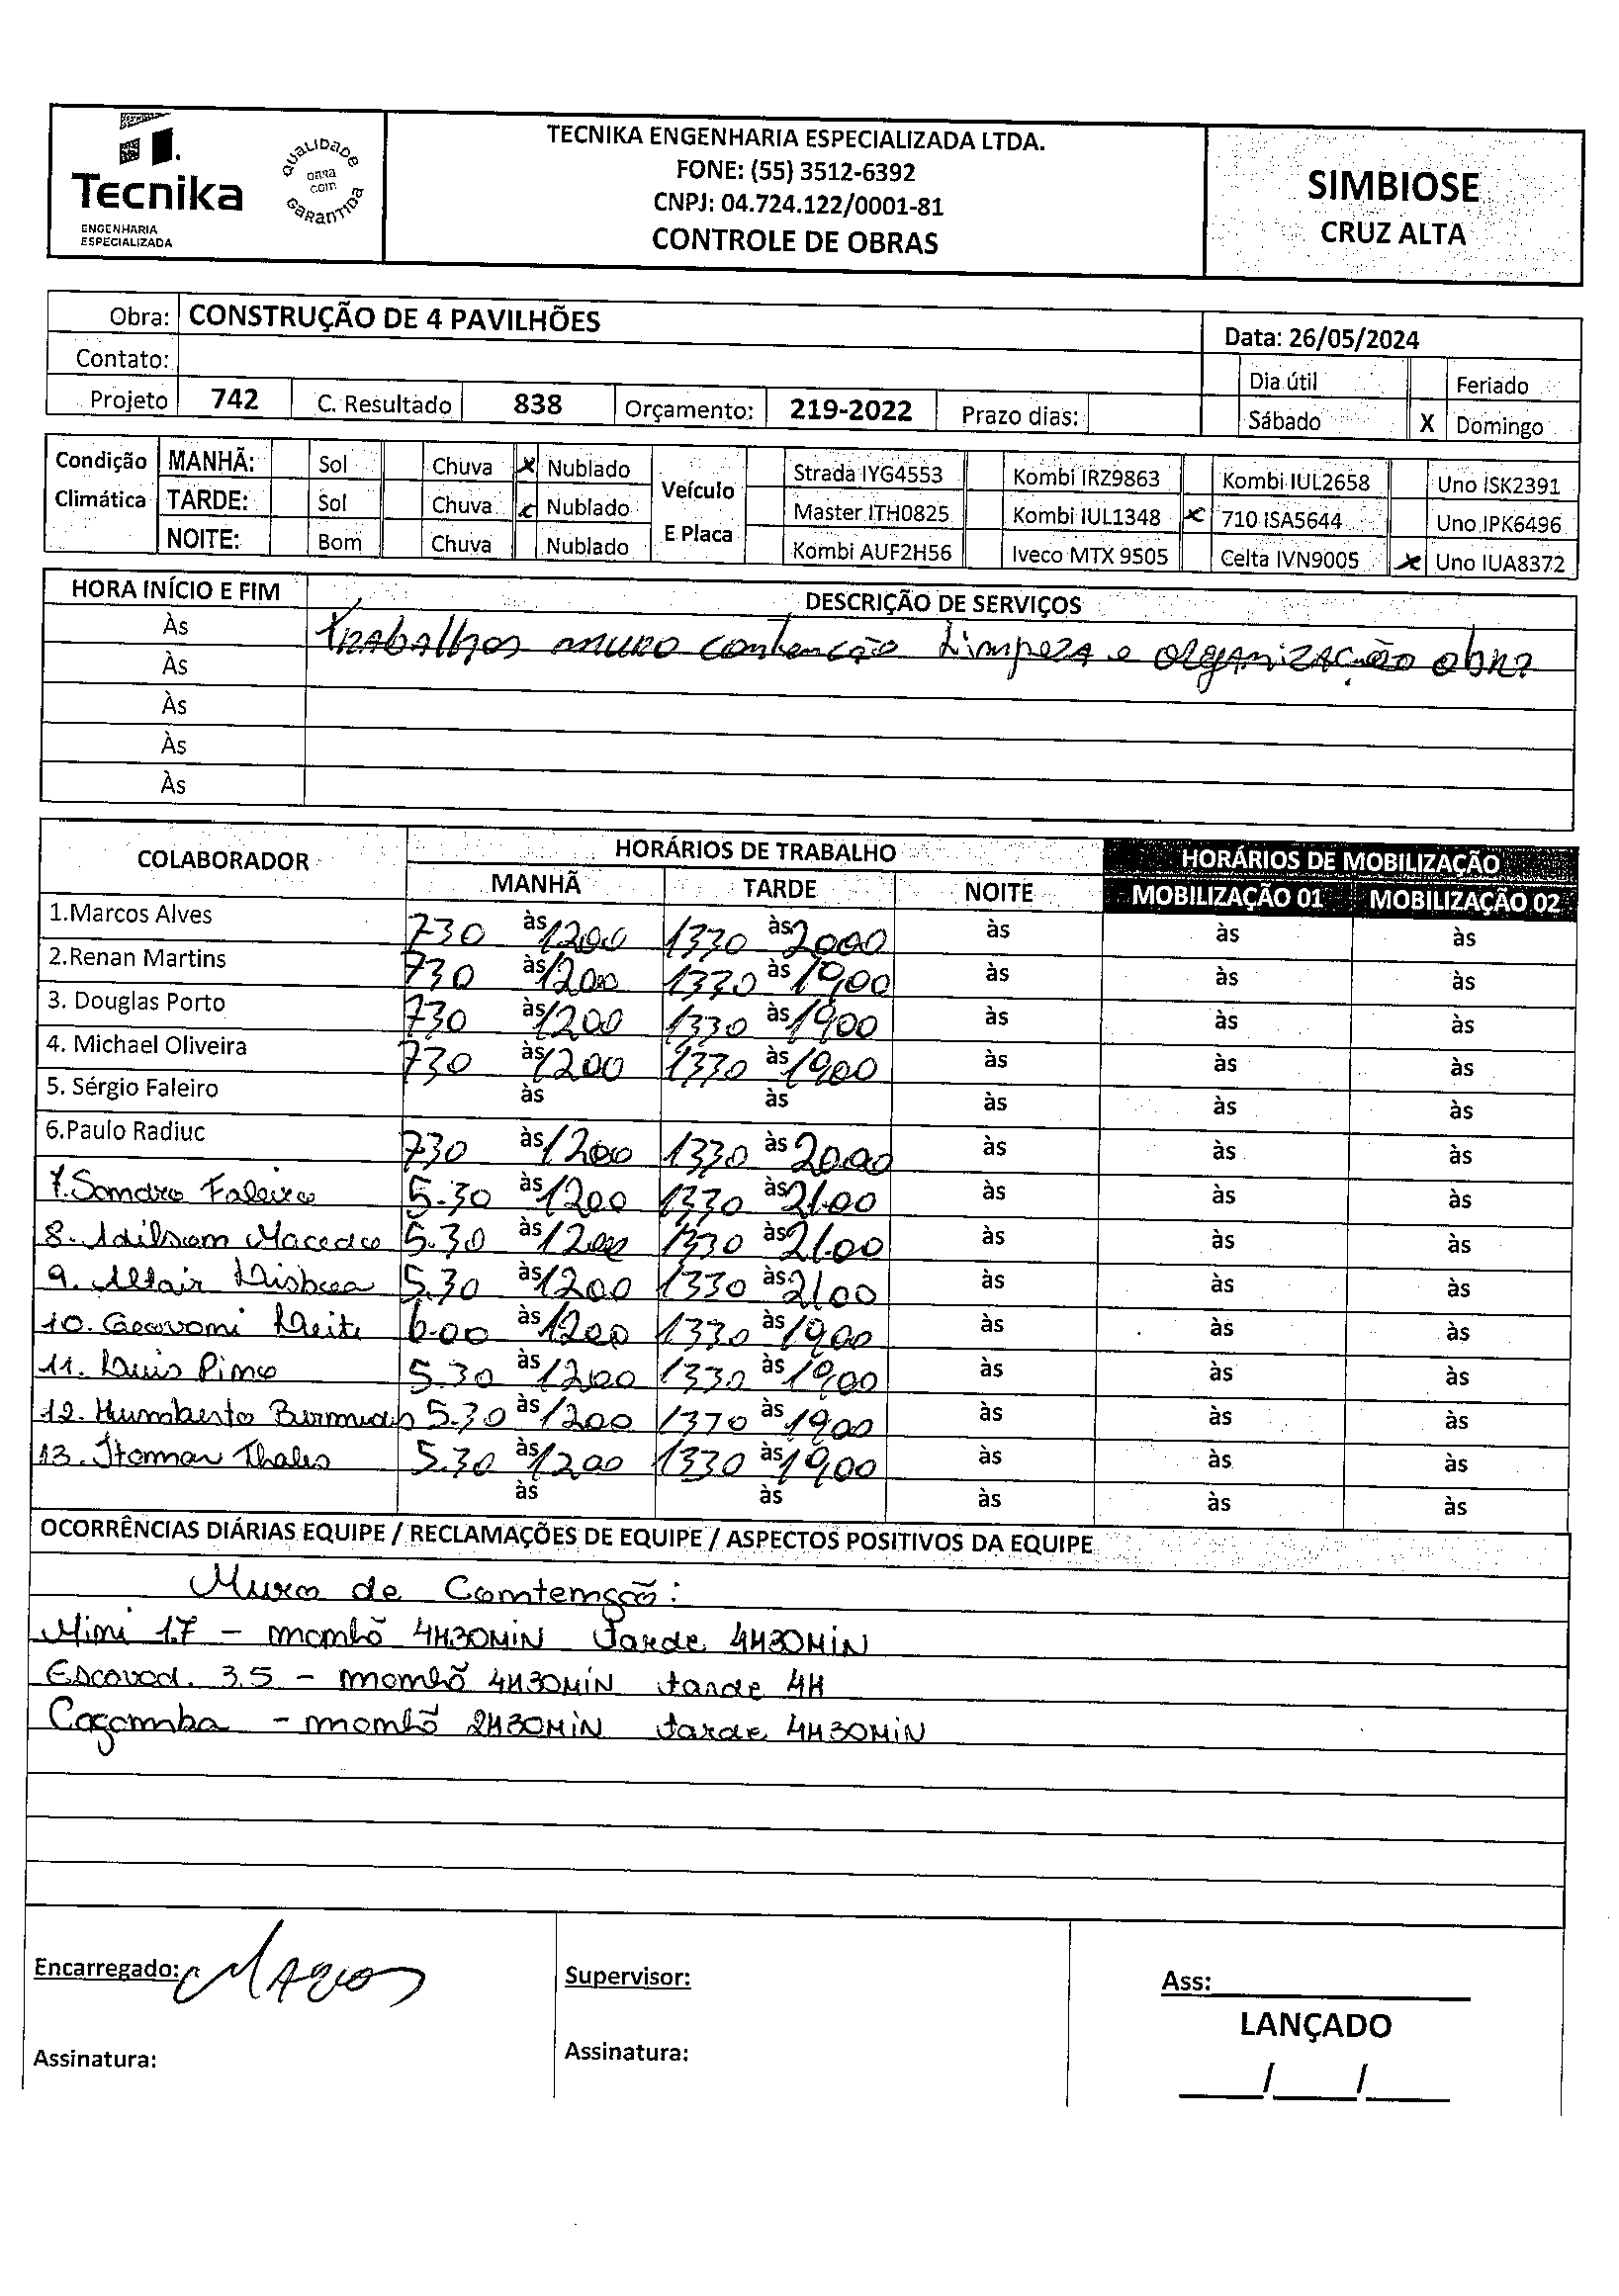 Tecnika
ENGENHARIA
ESPECIALIZADA
QUALIDADE
COM
GARANTIDA
TECNIKA ENGENHARIA ESPECIALIZADA LTDA.
FONE: (55) 3512-6392
CNPJ: 04.724.122/0001-81
CONTROLE DE OBRAS
SIMBIOSE
CRUZ ALTA
Obra: CONSTRUÇÃO DE 4 PAVILHÕES
Data: 26/05/2024
Contato:
Dia útil Feriado
Projeto 742 C. Resultado 838 Orçamento: 219-2022 Prazo dias:
Sábado X Domingo
Condição Climática
MANHÃ: Sol Chuva X Nublado
TARDE: Sol Chuva X Nublado
NOITE: Bom Chuva Nublado
Veículo E Placa
Strada IYG4553 Kombi IRZ9863 Kombi IUL2658 Uno ISK2391
Master ITH0825 Kombi IUL1348 X 710 ISA5644 Uno IPK6496
Kombi AUF2H56 Iveco MTX 9505 Celta IVN9005 X Uno IUA8372
HORA INÍCIO E FIM DESCRIÇÃO DE SERVIÇOS
Às Trabalhos muro contenção Limpeza e organização obra
Às
Às
Às
Às
COLABORADOR HORÁRIOS DE TRABALHO HORÁRIOS DE MOBILIZAÇÃO
MANHÃ TARDE NOITE MOBILIZAÇÃO 01 MOBILIZAÇÃO 02
1.Marcos Alves 730 às 1200 1330 às 2000 às às às
2.Renan Martins 730 às 1200 1330 às 1900 às às às
3. Douglas Porto 730 às 1200 1330 às 1900 às às às
4. Michael Oliveira 730 às 1200 1330 às 1900 às às às
5. Sérgio Faleiro às às às às às
6.Paulo Radiuc 730 às 1200 1330 às 2000 às às às
7. Sandro Faleiro 5.30 às 1200 1330 às 21.00 às às às
8. Adilson Macedo 5.30 às 1200 1330 às 21.00 às às às
9. Altair Lisboa 5.30 às 1200 1330 às 2100 às às às
10. Geovani Leite 6.00 às 1200 1330 às 1900 às às às
11. Luis Pino 5.30 às 1200 1330 às 1900 às às às
12. Humberto Bermudes 5.30 às 1200 1330 às 1900 às às às
13. Itamar Thales 5.30 às 1200 1330 às 1900 às às às
às às às às às
OCORRÊNCIAS DIÁRIAS EQUIPE / RECLAMAÇÕES DE EQUIPE / ASPECTOS POSITIVOS DA EQUIPE
Muro de Contenção:
Mini 1.7 - manhã 4H30MIN tarde 4H30MIN
Escavad. 3.5 - manhã 4H30MIN tarde 4H
Caçamba - manhã 2H30MIN tarde 4H30MIN
Encarregado: Marcos
Supervisor:
Ass:
LANÇADO
Assinatura:
Assinatura:
___/___/___